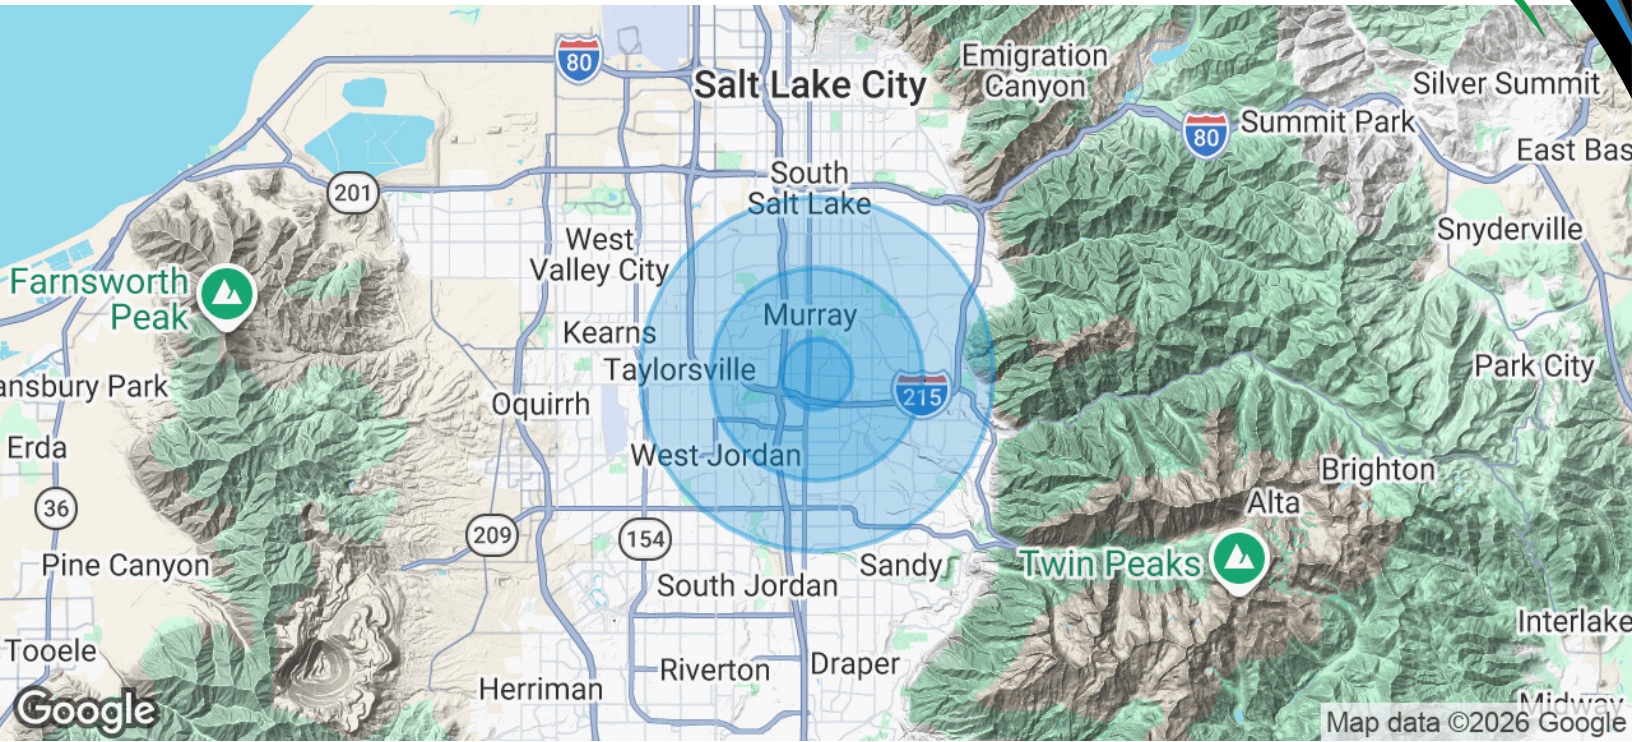 80
Salt Lake City
Emigration
Canyon
Silver Summit
80
Summit Park
East Bas
South
Salt Lake
201
West
Valley City
Snyderville
Farnsworth
Peak
Murray
Kearns
Taylorsville
Park City
ansbury Park
215
Oquirrh
Erda
West Jordan
Brighton
Alta
36
209
154
Pine Canyon
Sandy
Twin Peaks
South Jordan
Interlake
Tooele
Riverton
Draper
Herriman
Midway
Google
Map data ©2026 Google